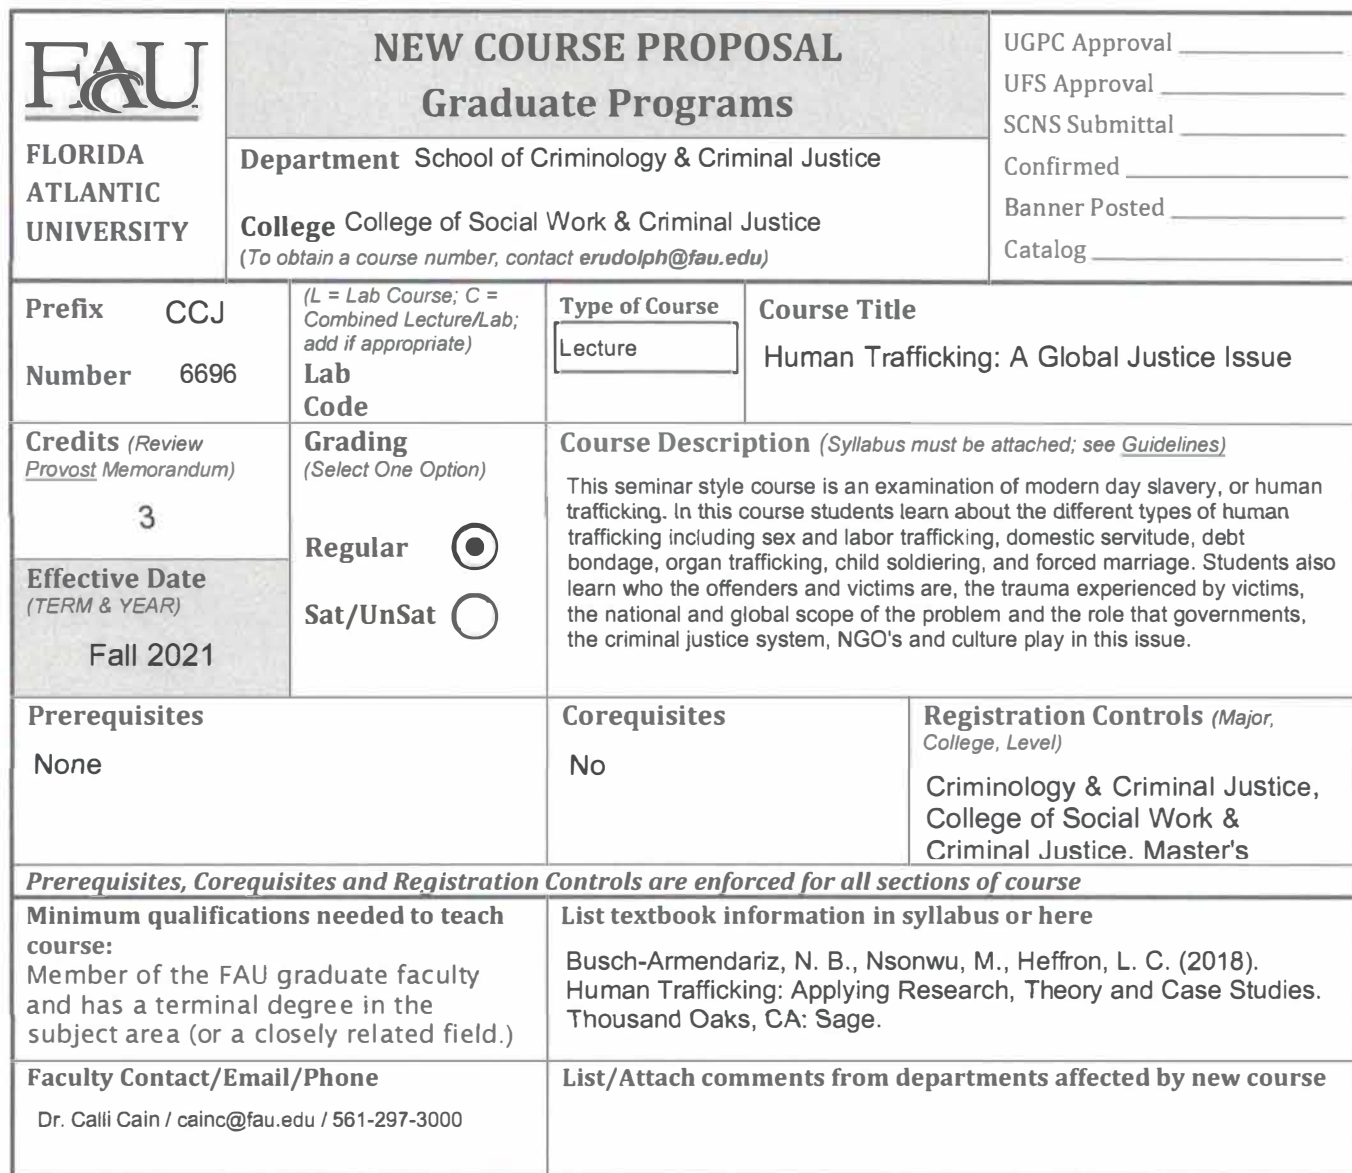 FAU
FLORIDA
ATLANTIC
UNIVERSITY
NEW COURSE PROPOSAL
Graduate Programs
Department School of Criminology & Criminal Justice
College College of Social Work & Criminal Justice
(To obtain a course number, contact erudolph@fau.edu)
UGPC Approval
UFS Approval
SCNS Submittal
Confirmed
Banner Posted
Catalog
Prefix CCJ
Number 6696
(L = Lab Course; C =
Combined Lecture/Lab;
add if appropriate)
Lab
Code
Type of Course
Lecture
Course Title
Human Trafficking: A Global Justice Issue
Credits (Review
Provost Memorandum)
3
Effective Date
(TERM & YEAR)
Fall 2021
Grading
(Select One Option)
Regular
Sat/UnSat
Course Description (Syllabus must be attached; see Guidelines)
This seminar style course is an examination of modern day slavery, or human
trafficking. In this course students learn about the different types of human
trafficking including sex and labor trafficking, domestic servitude, debt
bondage, organ trafficking, child soldiering, and forced marriage. Students also
learn who the offenders and victims are, the trauma experienced by victims,
the national and global scope of the problem and the role that governments,
the criminal justice system, NGO's and culture play in this issue.
Prerequisites
None
Corequisites
No
Registration Controls (Major,
College, Level)
Criminology & Criminal Justice,
College of Social Work &
Criminal Justice. Master's
Prerequisites, Corequisites and Registration Controls are enforced for all sections of course
Minimum qualifications needed to teach
course:
Member of the FAU graduate faculty
and has a terminal degree in the
subject area (or a closely related field.)
List textbook information in syllabus or here
Busch-Armendariz, N. B., Nsonwu, M., Heffron, L. C. (2018).
Human Trafficking: Applying Research, Theory and Case Studies.
Thousand Oaks, CA: Sage.
Faculty Contact/Email/Phone
Dr. Calli Cain / cainc@fau.edu / 561-297-3000
List/Attach comments from departments affected by new course